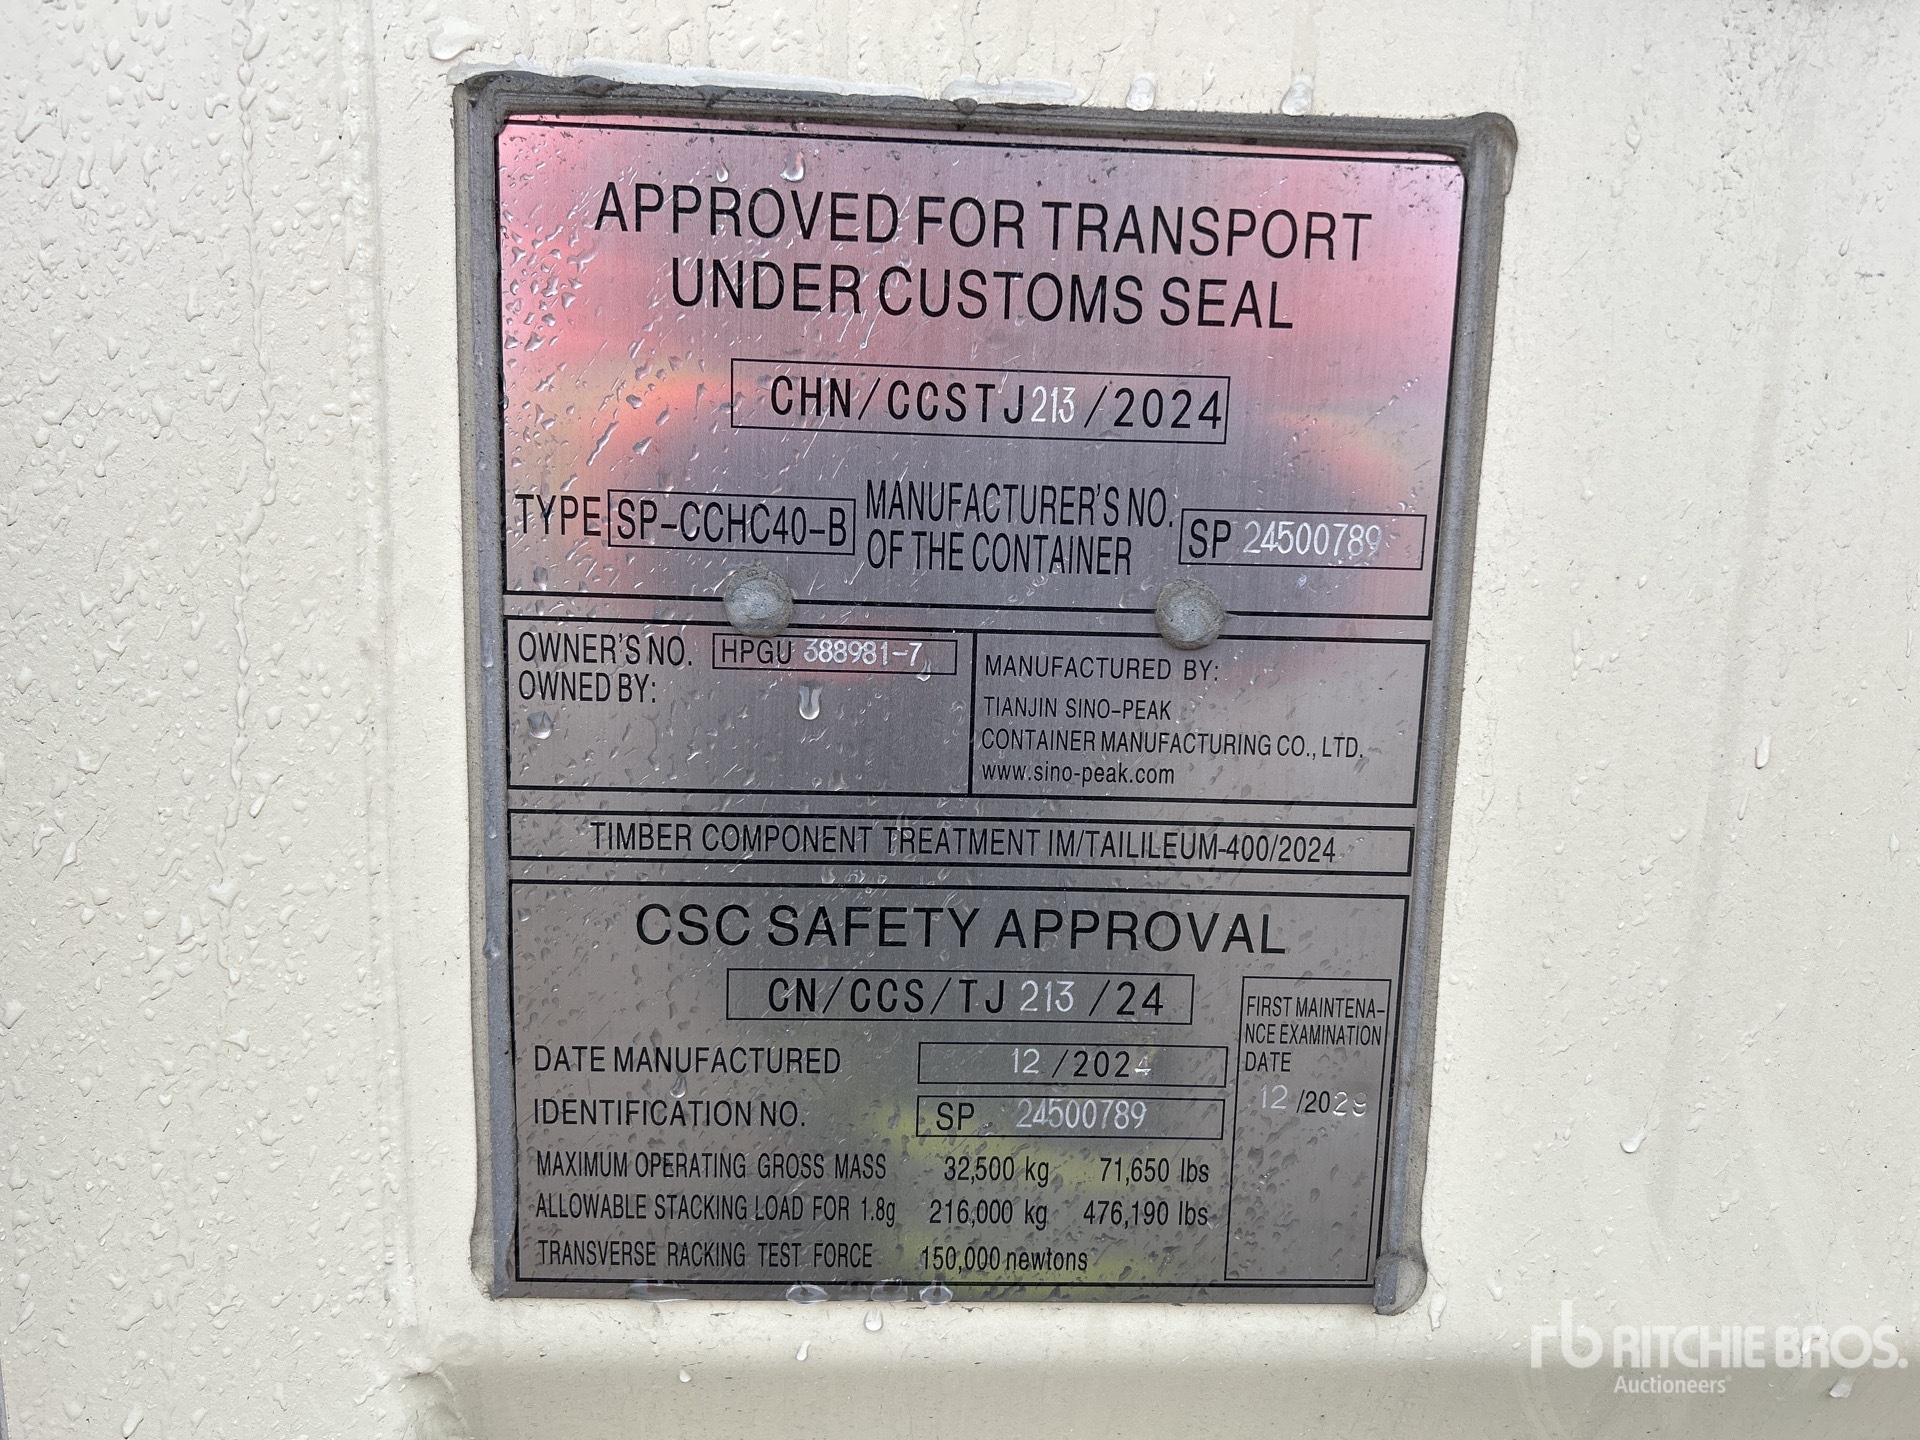 APPROVED FOR TRANSPORT
UNDER CUSTOMS SEAL
CHN/CCSTJ213/2024
TYPE SP-CCHC40-B
MANUFACTURER'S NO.
OF THE CONTAINER
SP 24500789
OWNER'S NO. HPGU 388981-7
OWNED BY:
MANUFACTURED BY:
TIANJIN SINO-PEAK
CONTAINER MANUFACTURING CO., LTD.
www.sino-peak.com
TIMBER COMPONENT TREATMENT IM/TAILILEUM-400/2024
CSC SAFETY APPROVAL
CN/CCS/TJ 213 /24
DATE MANUFACTURED 12 /2024
IDENTIFICATION NO. SP 24500789
MAXIMUM OPERATING GROSS MASS 32,500 kg 71,650 lbs
ALLOWABLE STACKING LOAD FOR 1.8g 216,000 kg 476,190 lbs
TRANSVERSE RACKING TEST FORCE 150,000 newtons
FIRST MAINTENA-
NCE EXAMINATION
DATE
12 /2029
rb RITCHIE BROS.
Auctioneers